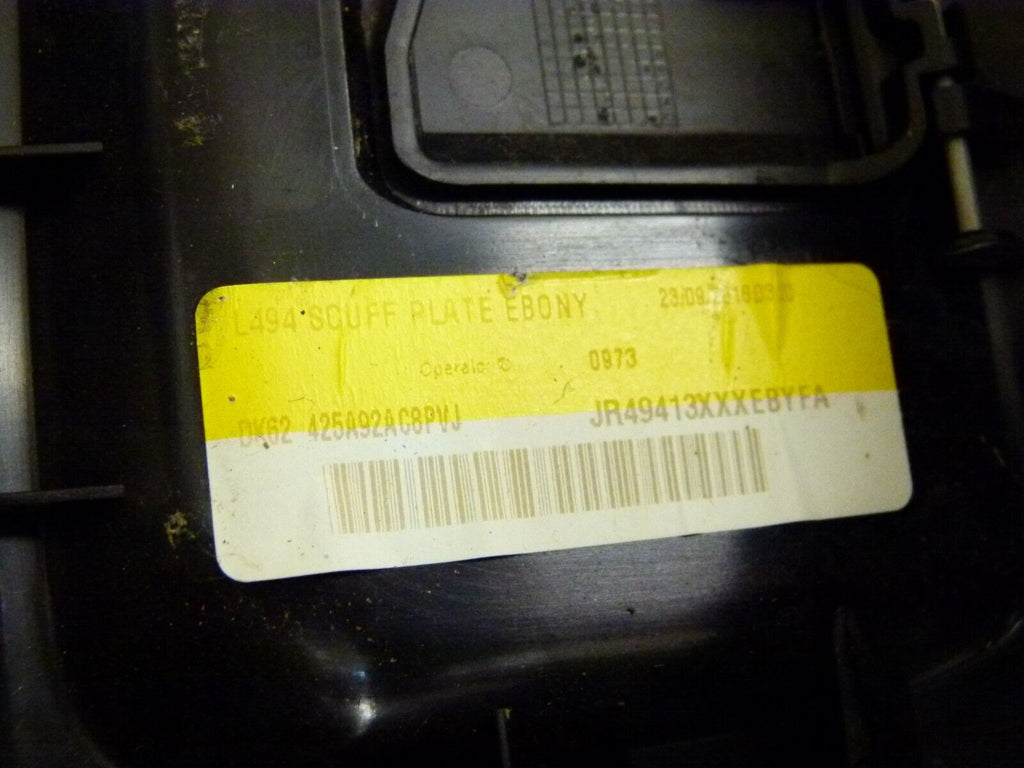 L494 SCUFF PLATE EBONY
Operator 0973
DK62 425A92AC8PVJ JR49413XXXEBYFA